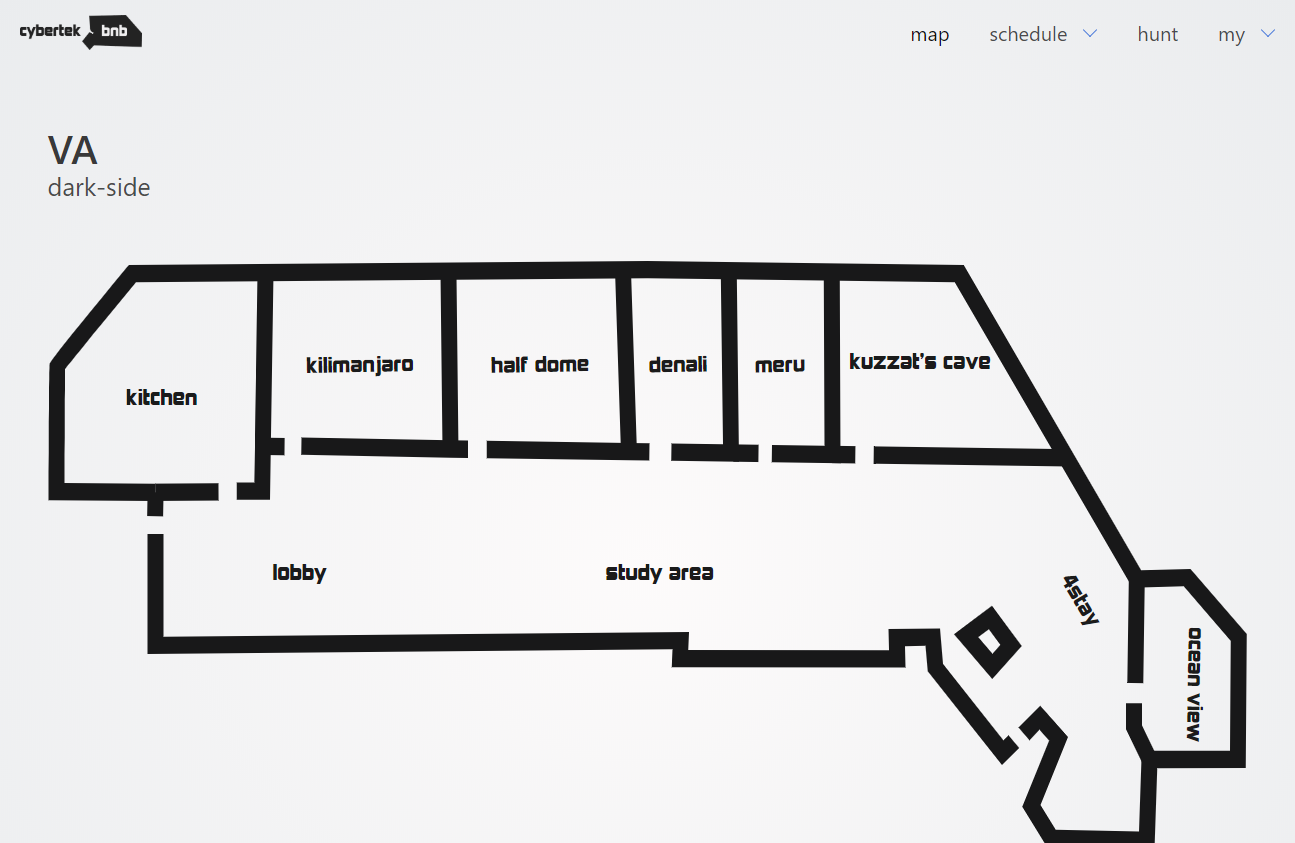 cybertek bnb
map schedule hunt my
VA
dark-side
kitchen
kilimanjaro
half dome
denali
meru
kuzzat's cave
lobby
study area
4stay
ocean view